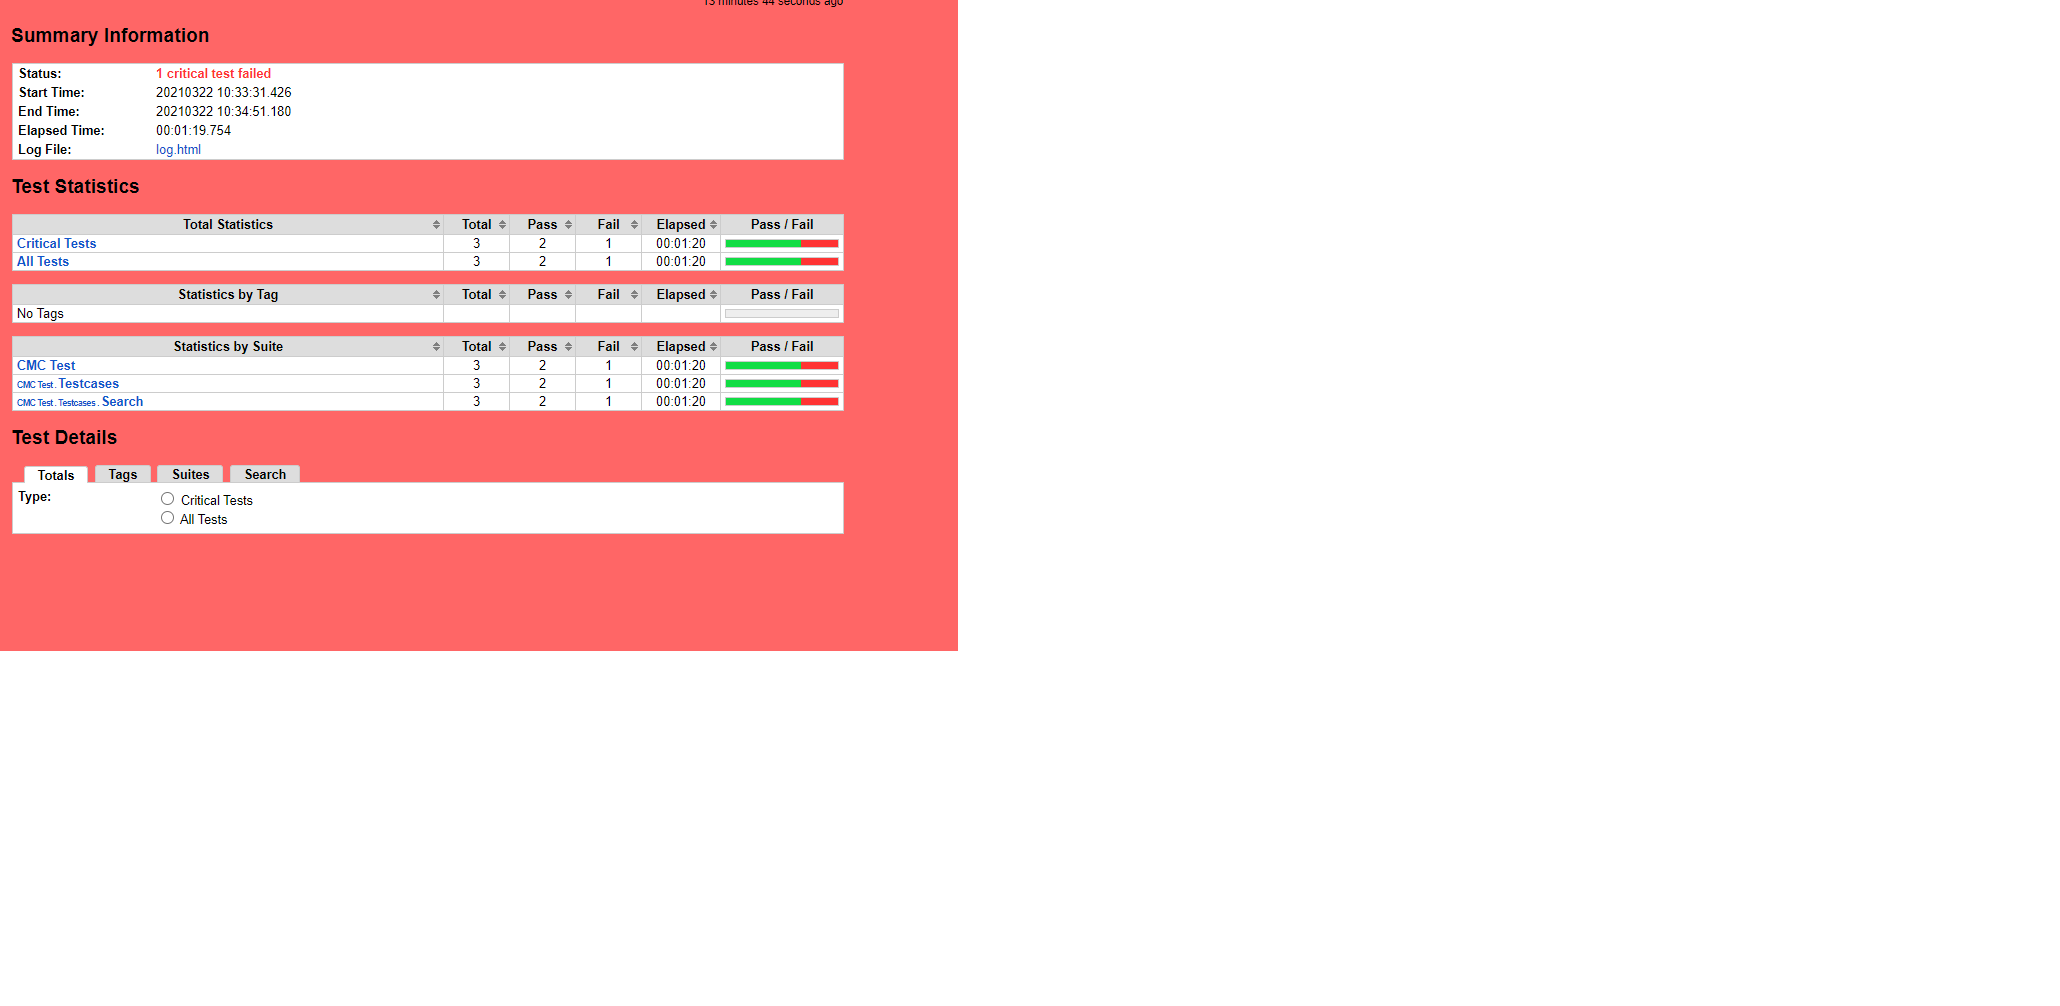 13 minutes 44 seconds ago
Summary Information
Status: 1 critical test failed
Start Time: 20210322 10:33:31.426
End Time: 20210322 10:34:51.180
Elapsed Time: 00:01:19.754
Log File: log.html
Test Statistics
Total Statistics Total Pass Fail Elapsed Pass / Fail
Critical Tests 3 2 1 00:01:20
All Tests 3 2 1 00:01:20
Statistics by Tag Total Pass Fail Elapsed Pass / Fail
No Tags
Statistics by Suite Total Pass Fail Elapsed Pass / Fail
CMC Test 3 2 1 00:01:20
CMC Test . Testcases 3 2 1 00:01:20
CMC Test . Testcases . Search 3 2 1 00:01:20
Test Details
Totals Tags Suites Search
Type: Critical Tests
All Tests